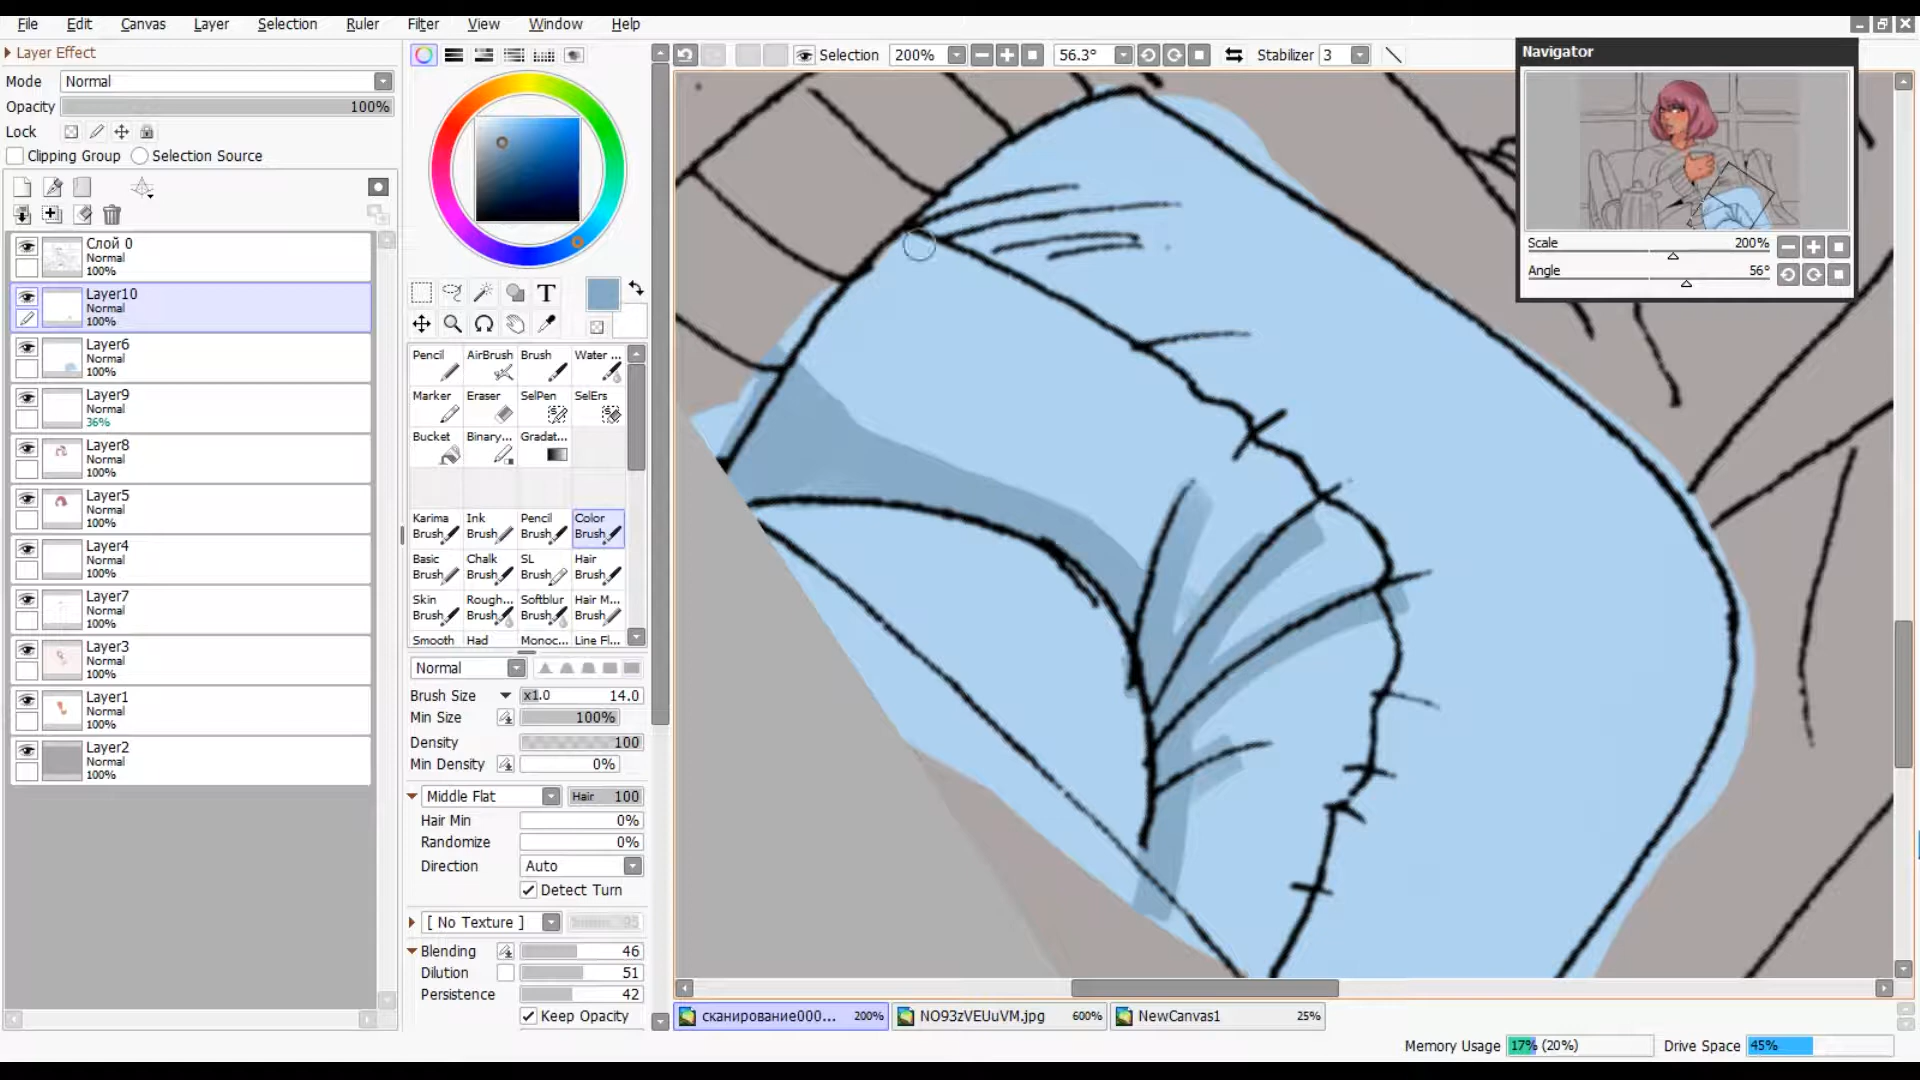 File Edit Canvas Layer Selection Ruler Filter View Window Help
Layer Effect
Mode Normal
Opacity 100%
Lock
Clipping Group Selection Source
Слой 0
Normal
100%
Layer10
Normal
100%
Layer6
Normal
100%
Layer9
Normal
36%
Layer8
Normal
100%
Layer5
Normal
100%
Layer4
Normal
100%
Layer7
Normal
100%
Layer3
Normal
100%
Layer1
Normal
100%
Layer2
Normal
100%
T
Pencil AirBrush Brush Water ...
Marker Eraser SelPen SelErs
Bucket Binary... Gradat...
Karima Ink Pencil Color
Brush Brush Brush Brush
Basic Chalk SL Hair
Brush Brush Brush Brush
Skin Rough... Softblur Hair M...
Brush Brush Brush Brush
Smooth Had Monoc... Line Fl...
Normal
Brush Size x1.0 14.0
Min Size 100%
Density 100
Min Density 0%
Middle Flat Hair 100
Hair Min 0%
Randomize 0%
Direction Auto
Detect Turn
[ No Texture ] 95
Blending 46
Dilution 51
Persistence 42
Keep Opacity
Selection 200% 56.3° Stabilizer 3
Navigator
Scale 200%
Angle 56°
сканирование000... 200% NO93zVEUuVM.jpg 600% NewCanvas1 25%
Memory Usage 17% (20%) Drive Space 45%